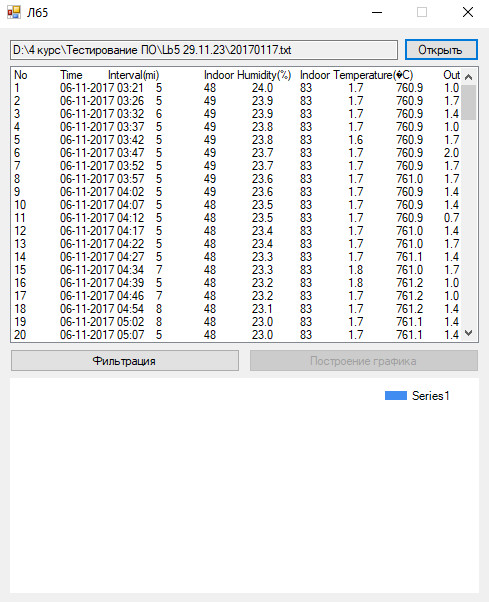 Л65
D:\4 курс\Тестирование ПО\Lb5 29.11.23\20170117.txt Открыть
No Time Interval(mi) Indoor Humidity(%) Indoor Temperature(�C) Out
1 06-11-2017 03:21 5 48 24.0 83 1.7 760.9 1.0
2 06-11-2017 03:26 5 49 23.9 83 1.7 760.9 1.7
3 06-11-2017 03:32 6 49 23.9 83 1.7 760.9 1.4
4 06-11-2017 03:37 5 49 23.8 83 1.7 760.9 1.0
5 06-11-2017 03:42 5 49 23.8 83 1.6 760.9 1.7
6 06-11-2017 03:47 5 49 23.7 83 1.7 760.9 2.0
7 06-11-2017 03:52 5 49 23.7 83 1.7 760.9 1.7
8 06-11-2017 03:57 5 49 23.6 83 1.7 761.0 1.7
9 06-11-2017 04:02 5 49 23.6 83 1.7 760.9 1.4
10 06-11-2017 04:07 5 48 23.5 83 1.7 760.9 1.4
11 06-11-2017 04:12 5 48 23.5 83 1.7 760.9 0.7
12 06-11-2017 04:17 5 48 23.4 83 1.7 761.0 1.4
13 06-11-2017 04:22 5 48 23.4 83 1.7 761.0 1.7
14 06-11-2017 04:27 5 48 23.3 83 1.7 761.1 1.4
15 06-11-2017 04:34 7 48 23.3 83 1.8 761.0 1.7
16 06-11-2017 04:39 5 48 23.2 83 1.8 761.2 1.0
17 06-11-2017 04:46 7 48 23.2 83 1.7 761.2 1.0
18 06-11-2017 04:54 8 48 23.1 83 1.7 761.2 1.4
19 06-11-2017 05:02 8 48 23.0 83 1.7 761.1 1.4
20 06-11-2017 05:07 5 48 23.0 83 1.7 761.1 1.4
Фильтрация Построение графика
Series1